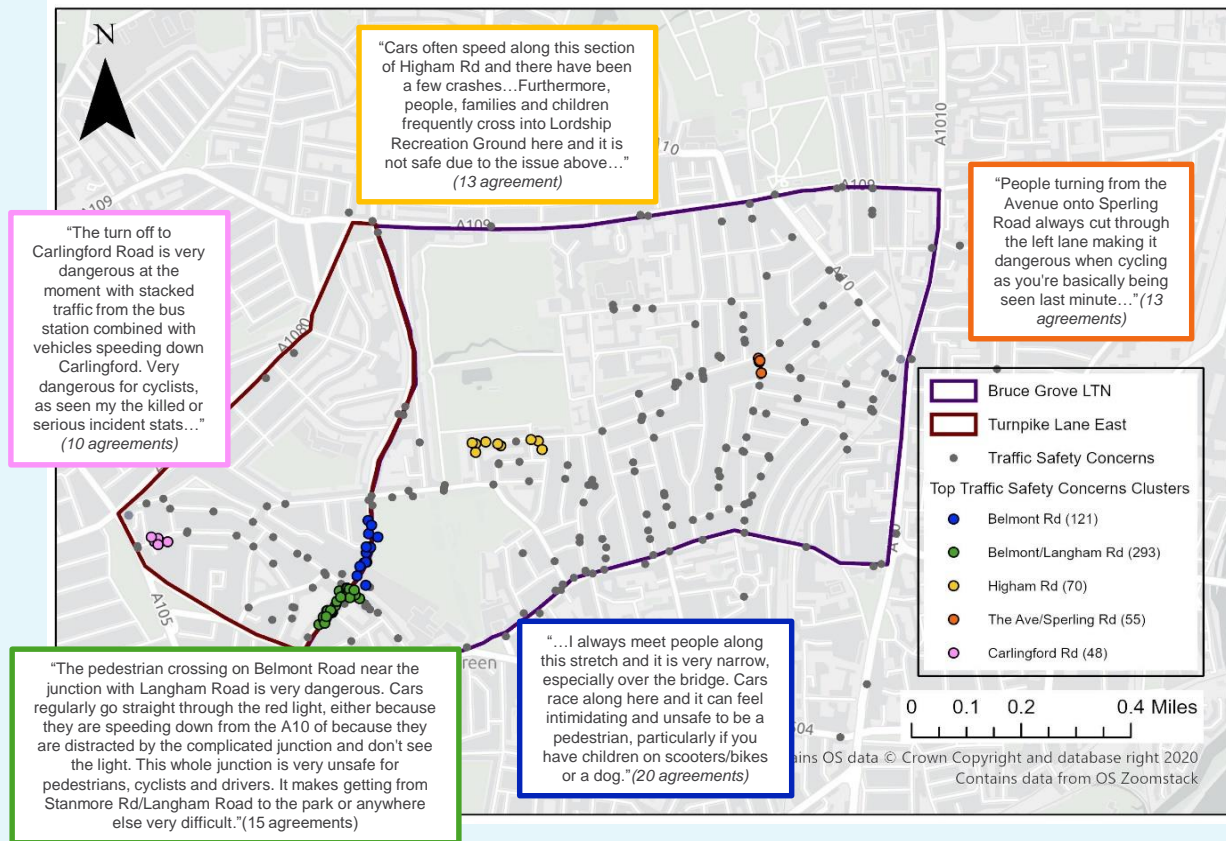 N
“Cars often speed along this section
of Higham Rd and there have been
a few crashes…Furthermore,
people, families and children
frequently cross into Lordship
Recreation Ground here and it is
not safe due to the issue above…”
(13 agreement)
A1010
110
A109
A109
A109
“People turning from the
Avenue onto Sperling
Road always cut through
the left lane making it
dangerous when cycling
as you're basically being
seen last minute…”(13
agreements)
“The turn off to
Carlingford Road is very
dangerous at the
moment with stacked
traffic from the bus
station combined with
vehicles speeding down
Carlingford. Very
dangerous for cyclists,
as seen my the killed or
serious incident stats…”
(10 agreements)
A1080
A10
A10
A105
Bruce Grove LTN
Turnpike Lane East
Traffic Safety Concerns
Top Traffic Safety Concerns Clusters
Belmont Rd (121)
Belmont/Langham Rd (293)
Higham Rd (70)
The Ave/Sperling Rd (55)
Carlingford Rd (48)
“The pedestrian crossing on Belmont Road near the
junction with Langham Road is very dangerous. Cars
regularly go straight through the red light, either because
they are speeding down from the A10 of because they
are distracted by the complicated junction and don't see
the light. This whole junction is very unsafe for
pedestrians, cyclists and drivers. It makes getting from
Stanmore Rd/Langham Road to the park or anywhere
else very difficult.”(15 agreements)
reen
“…I always meet people along
this stretch and it is very narrow,
especially over the bridge. Cars
race along here and it can feel
intimidating and unsafe to be a
pedestrian, particularly if you
have children on scooters/bikes
or a dog.”(20 agreements)
504
0 0.1 0.2 0.4 Miles
ains OS data © Crown Copyright and database right 2020
Contains data from OS Zoomstack